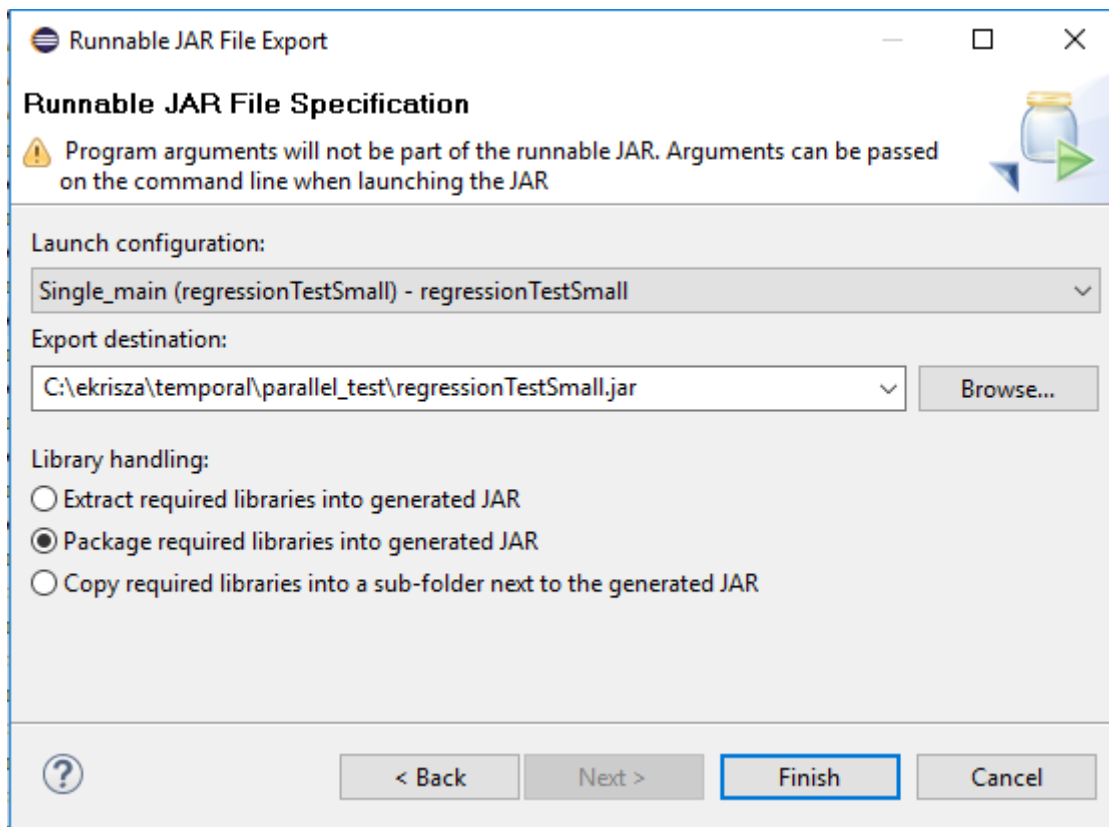 Runnable JAR File Export
Runnable JAR File Specification
Program arguments will not be part of the runnable JAR. Arguments can be passed
on the command line when launching the JAR
Launch configuration:
Single_main (regressionTestSmall) - regressionTestSmall
Export destination:
C:\ekrisza\temporal\parallel_test\regressionTestSmall.jar
Browse...
Library handling:
Extract required libraries into generated JAR
Package required libraries into generated JAR
Copy required libraries into a sub-folder next to the generated JAR
?
< Back
Next >
Finish
Cancel